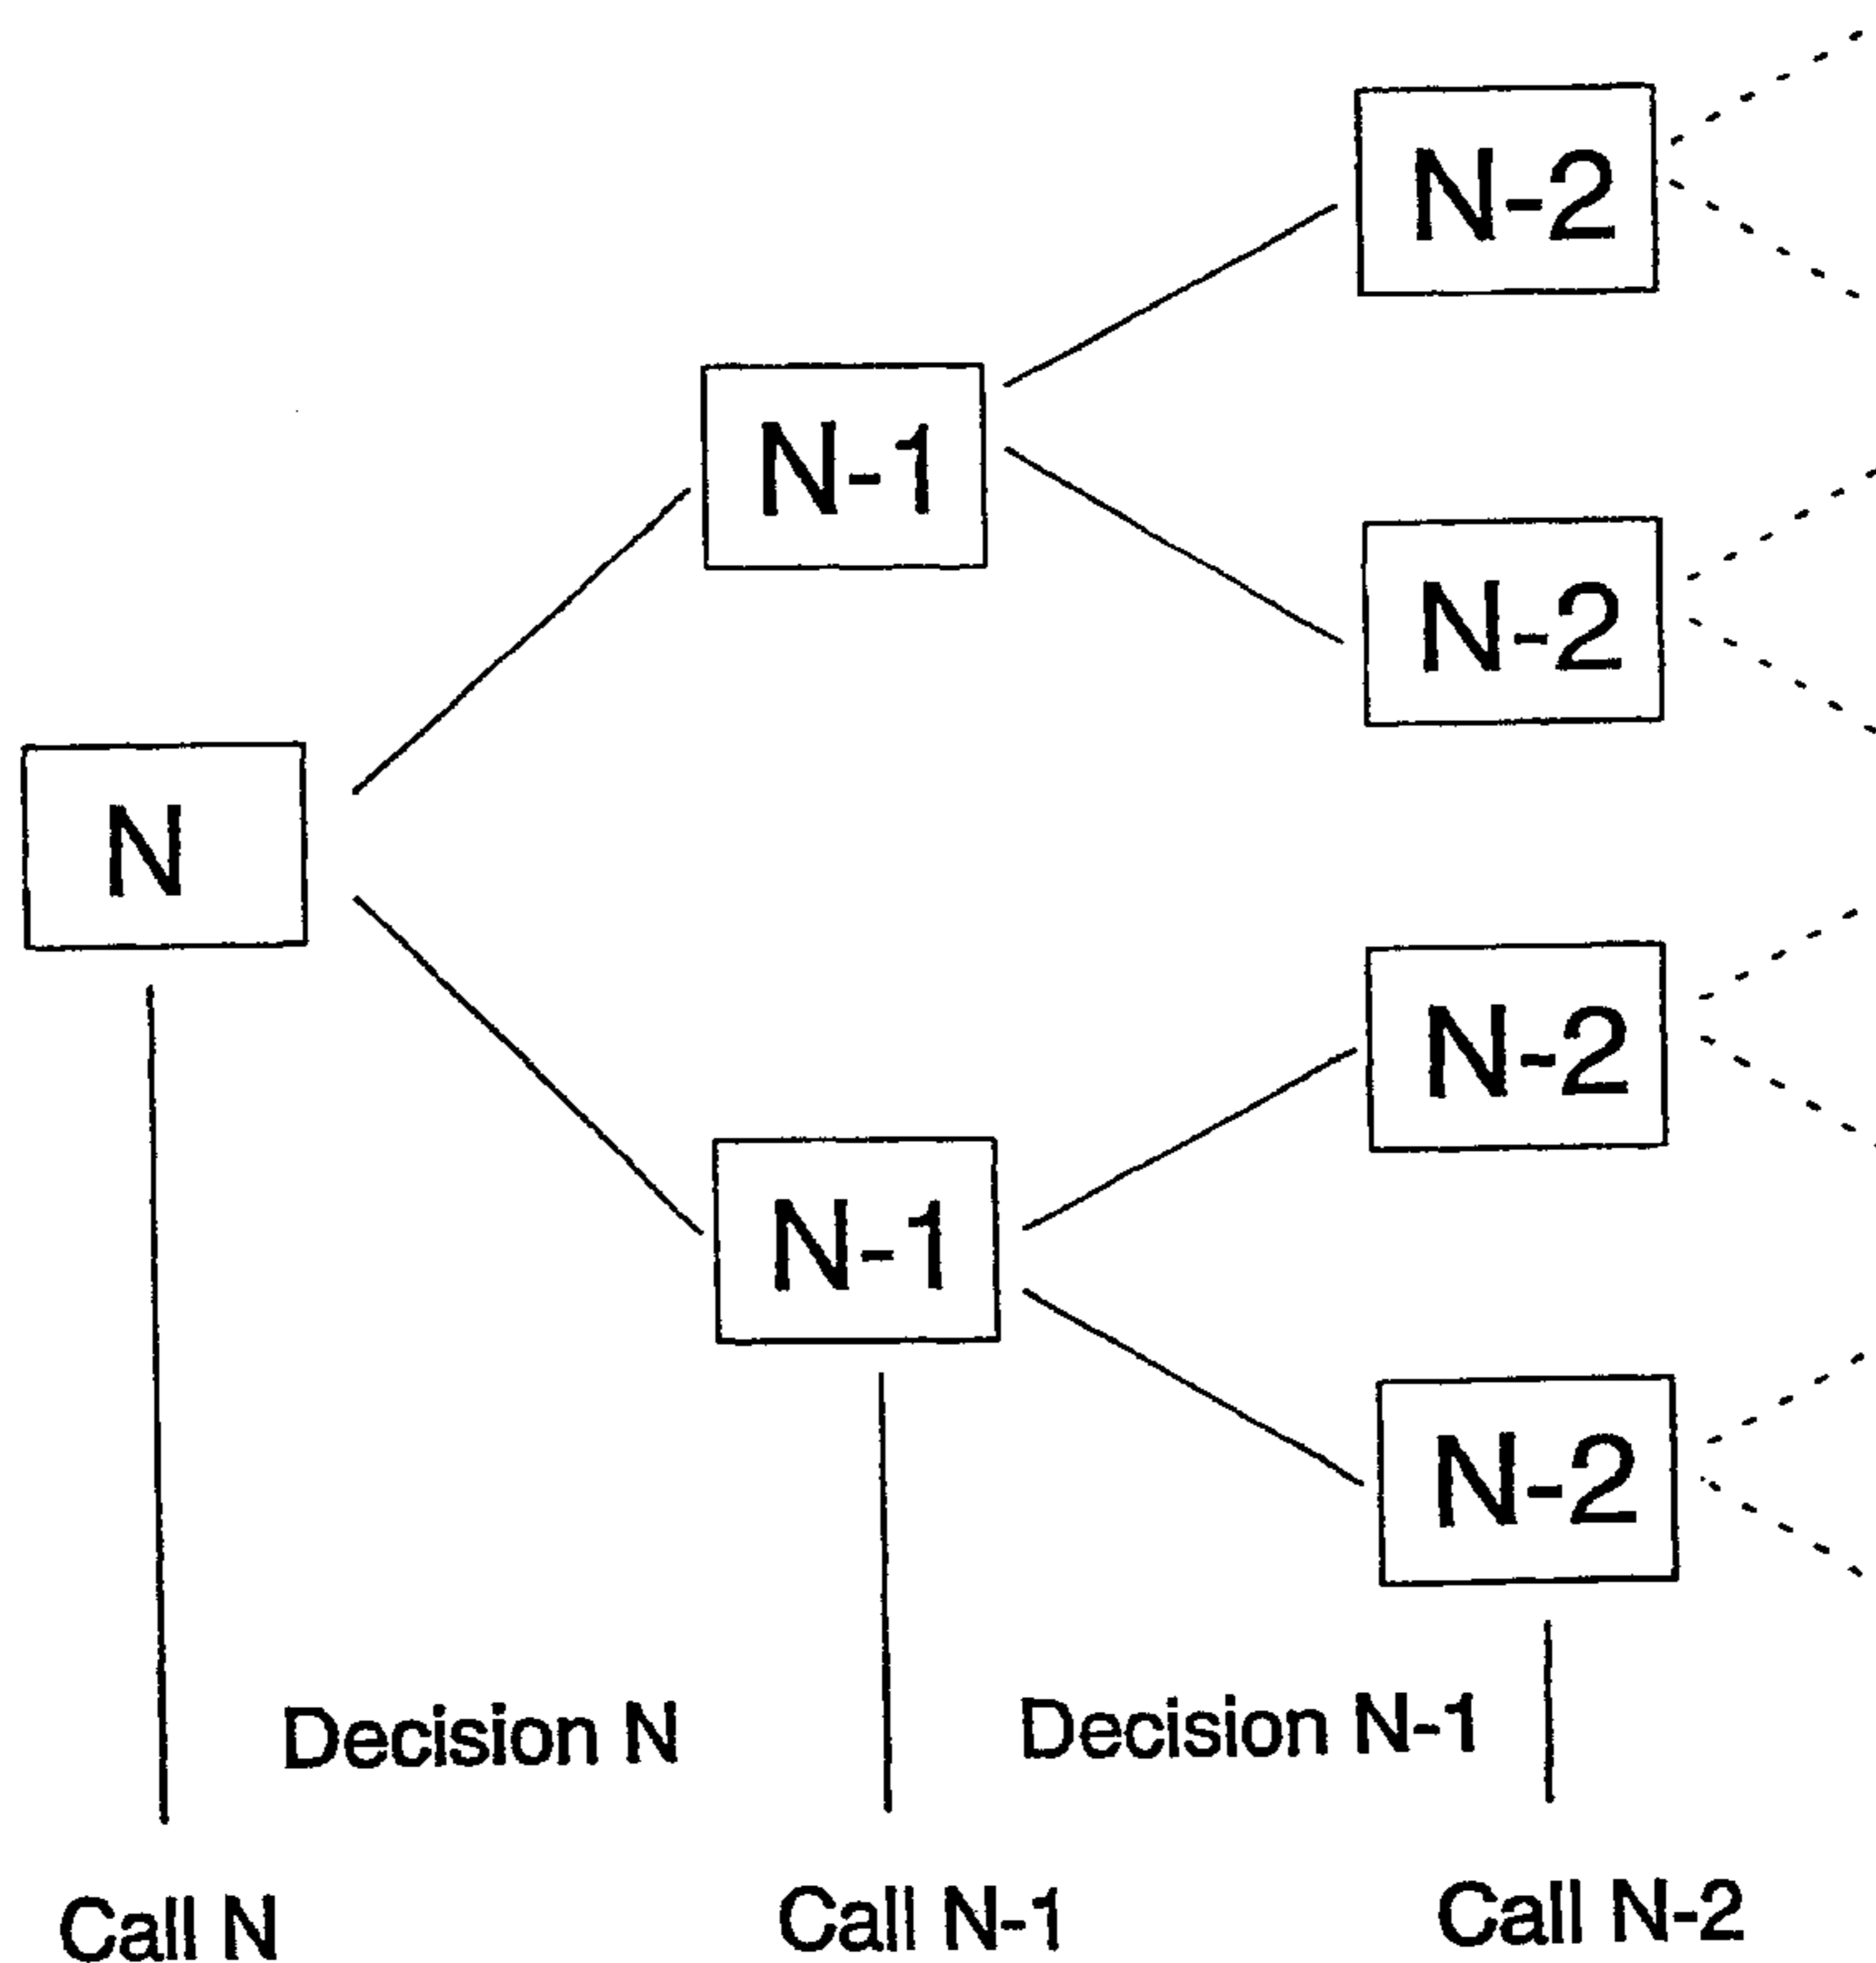 N-2
N-1
N-2
N
N-2
N-1
N-2
Decision N
Decision N-1
Call N
Call N-1
Call N-2